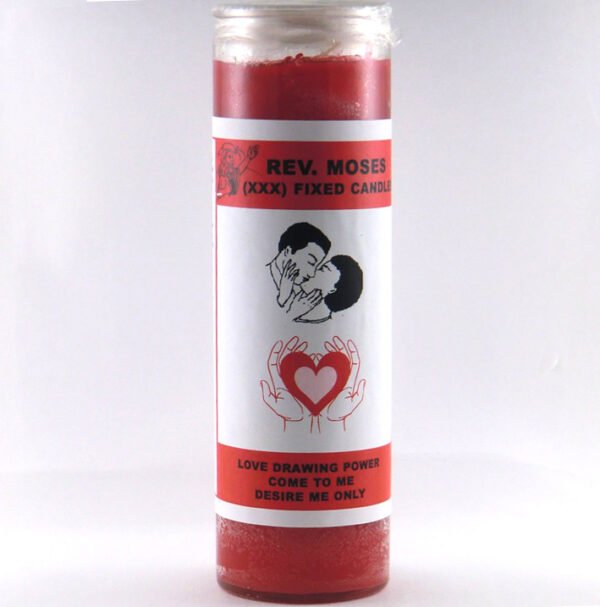 REV. MOSES
(XXX) FIXED CANDLE
LOVE DRAWING POWER
COME TO ME
DESIRE ME ONLY